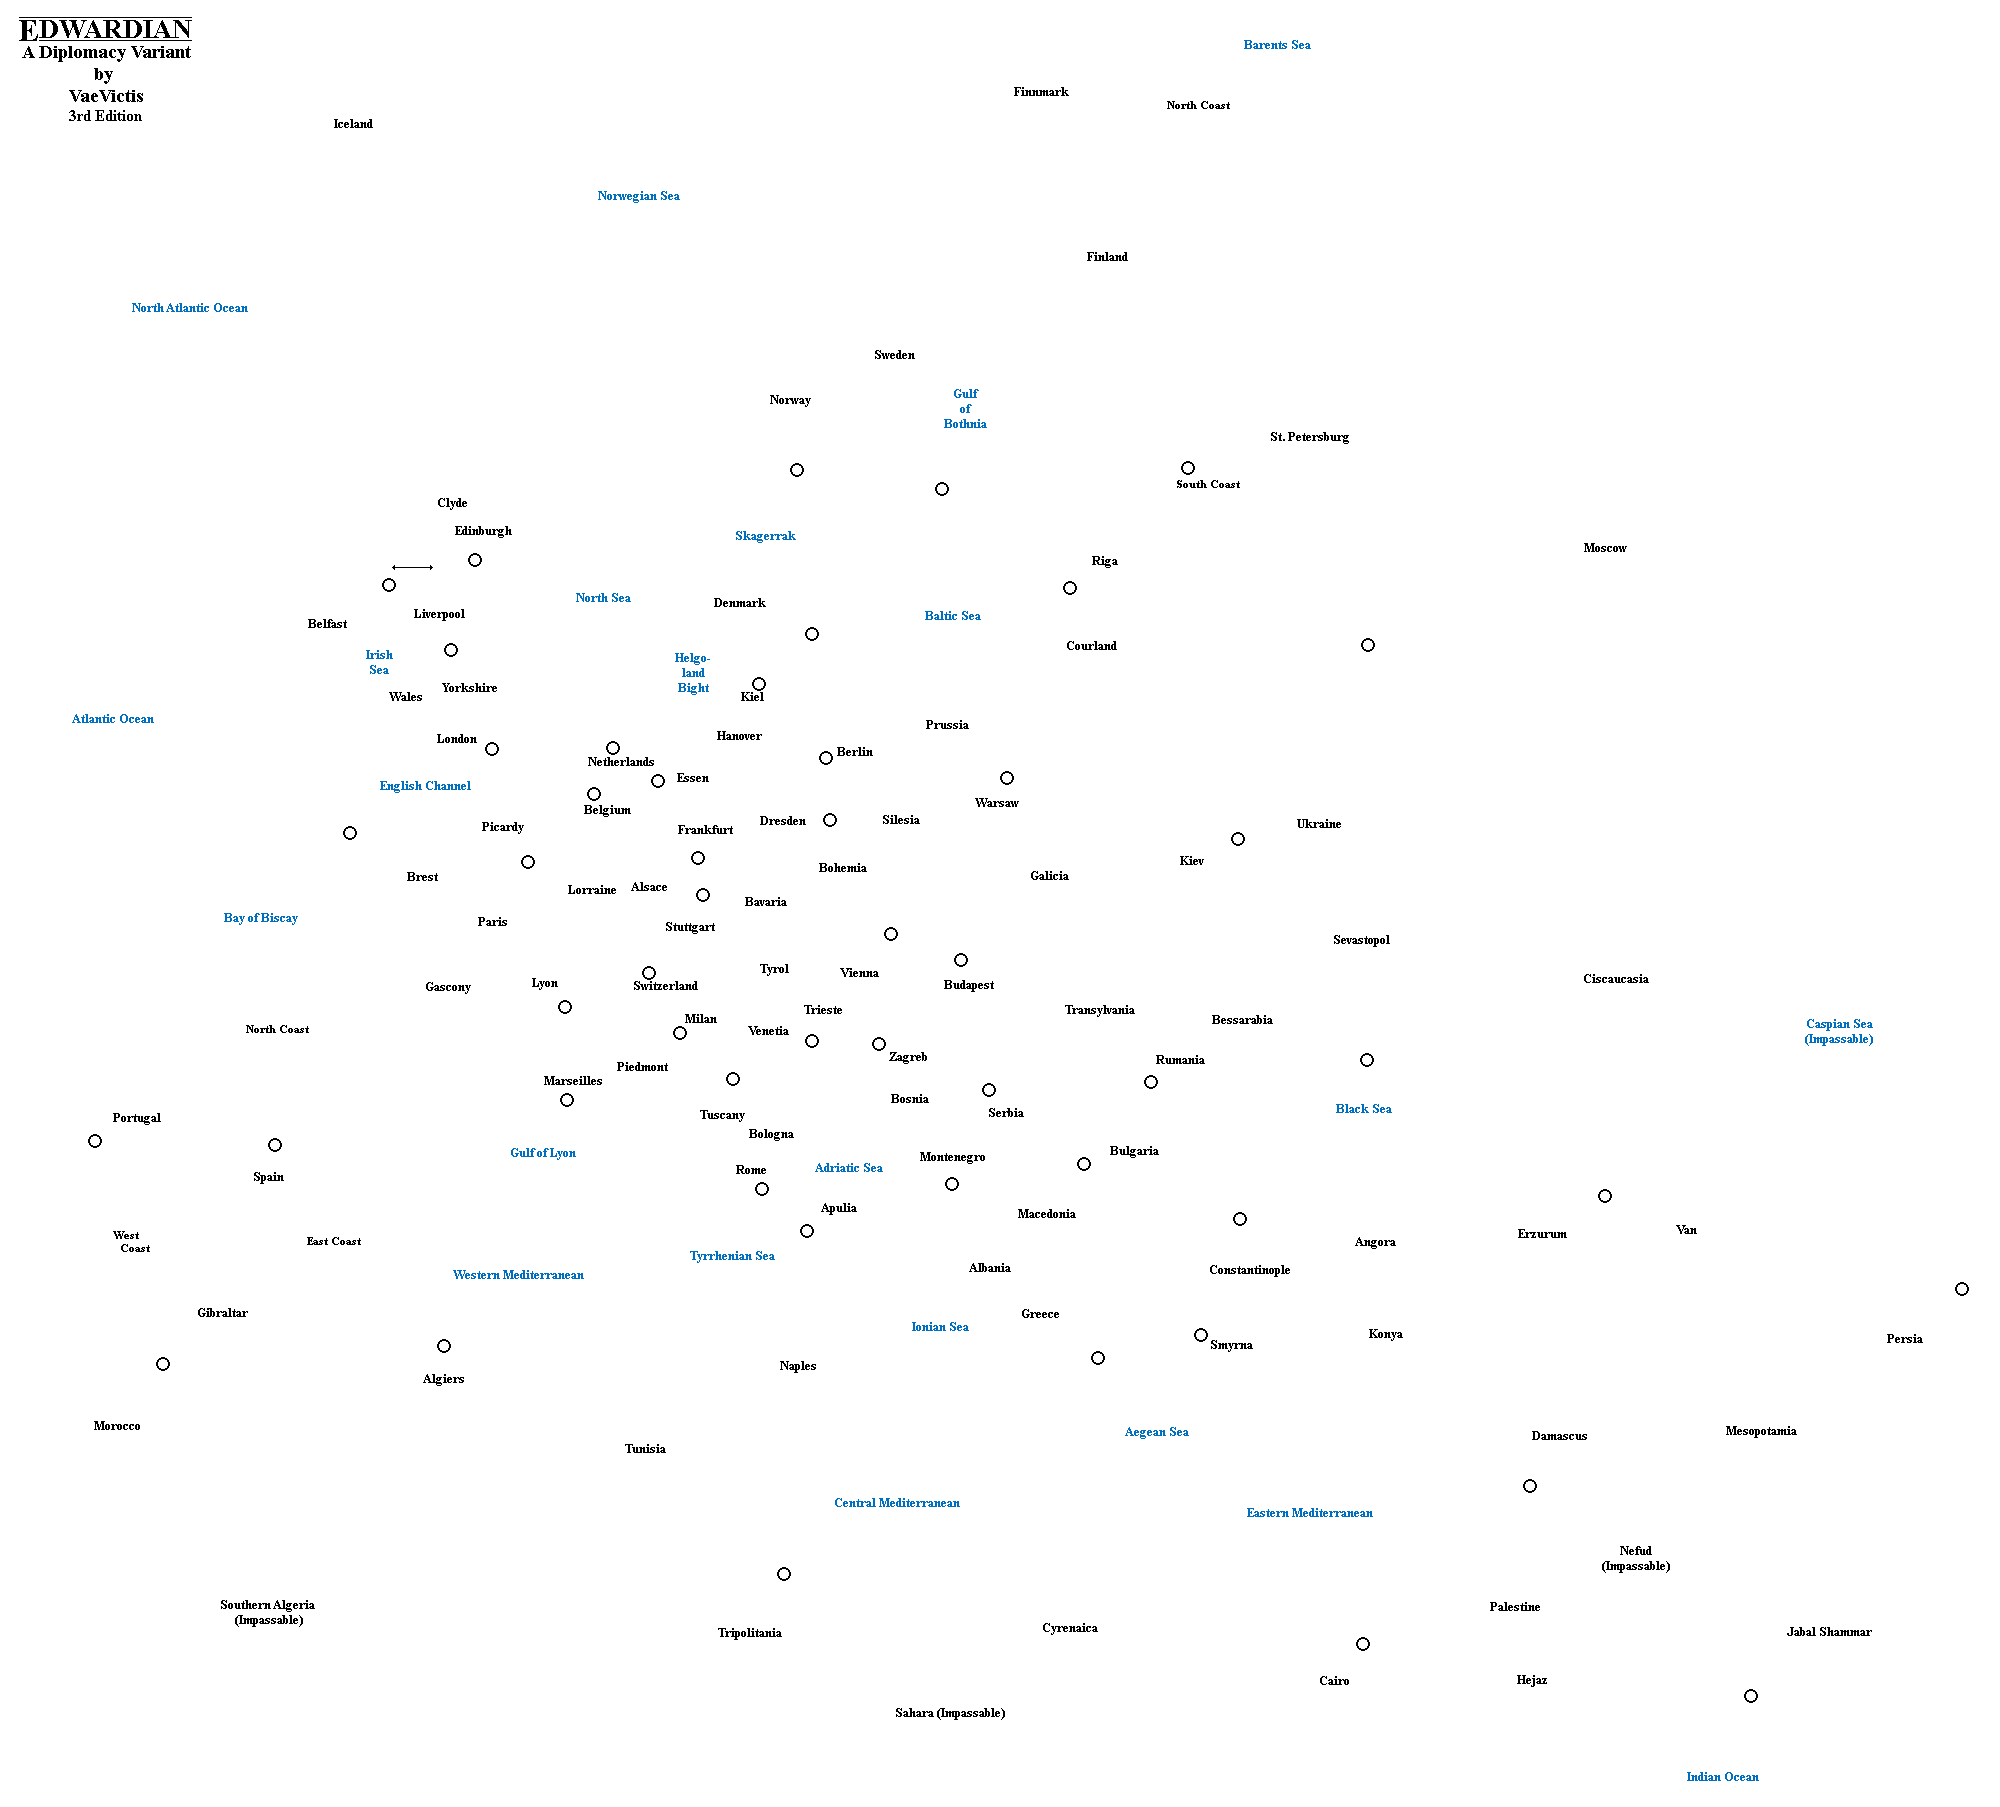 EDWARDIAN
A Diplomacy Variant
by
VaeVictis
3rd Edition
Barents Sea
Finnmark
North Coast
Iceland
Norwegian Sea
Finland
North Atlantic Ocean
Sweden
Norway
Gulf
of
Bothnia
St. Petersburg
South Coast
Clyde
Edinburgh
Skagerrak
Moscow
Riga
North Sea
Denmark
Liverpool
Baltic Sea
Belfast
Courland
Irish
Sea
Helgo-
land
Bight
Yorkshire
Wales
Kiel
Atlantic Ocean
Prussia
Hanover
London
Berlin
Netherlands
Essen
English Channel
Warsaw
Belgium
Dresden
Silesia
Ukraine
Picardy
Frankfurt
Kiev
Bohemia
Galicia
Brest
Lorraine
Alsace
Bavaria
Bay of Biscay
Paris
Stuttgart
Sevastopol
Tyrol
Vienna
Ciscaucasia
Gascony
Lyon
Switzerland
Budapest
Trieste
Transylvania
Milan
Bessarabia
North Coast
Venetia
Caspian Sea
(Impassable)
Zagreb
Rumania
Piedmont
Marseilles
Bosnia
Serbia
Black Sea
Portugal
Tuscany
Bologna
Gulf of Lyon
Montenegro
Bulgaria
Spain
Rome
Adriatic Sea
Apulia
Macedonia
West
Coast
East Coast
Angora
Erzurum
Van
Tyrrhenian Sea
Western Mediterranean
Albania
Constantinople
Gibraltar
Greece
Ionian Sea
Smyrna
Konya
Persia
Naples
Algiers
Morocco
Aegean Sea
Damascus
Mesopotamia
Tunisia
Central Mediterranean
Eastern Mediterranean
Nefud
(Impassable)
Southern Algeria
(Impassable)
Palestine
Tripolitania
Cyrenaica
Jabal Shammar
Cairo
Hejaz
Sahara (Impassable)
Indian Ocean